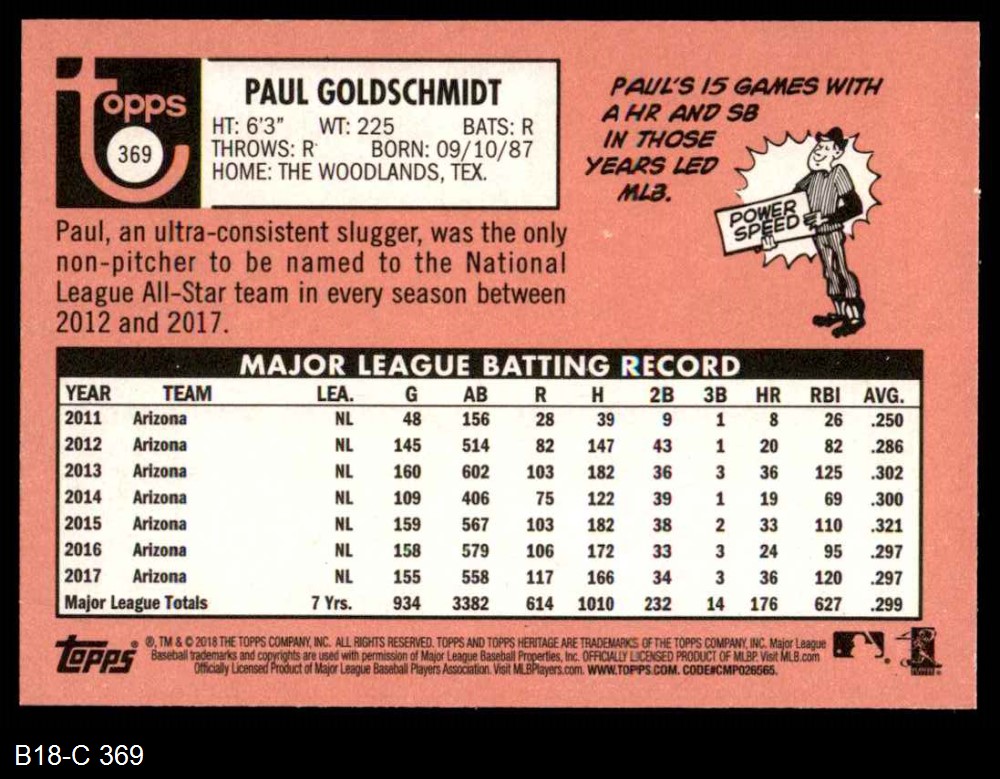 Topps
369
PAUL GOLDSCHMIDT
HT: 6'3" WT: 225 BATS: R
THROWS: R BORN: 09/10/87
HOME: THE WOODLANDS, TEX.
PAUL'S 15 GAMES WITH
A HR AND SB
IN THOSE
YEARS LED
MLB.
POWER
SPEED
Paul, an ultra-consistent slugger, was the only
non-pitcher to be named to the National
League All-Star team in every season between
2012 and 2017.
MAJOR LEAGUE BATTING RECORD
YEAR TEAM LEA. G AB R H 2B 3B HR RBI AVG.
2011 Arizona NL 48 156 28 39 9 1 8 26 .250
2012 Arizona NL 145 514 82 147 43 1 20 82 .286
2013 Arizona NL 160 602 103 182 36 3 36 125 .302
2014 Arizona NL 109 406 75 122 39 1 19 69 .300
2015 Arizona NL 159 567 103 182 38 2 33 110 .321
2016 Arizona NL 158 579 106 172 33 3 24 95 .297
2017 Arizona NL 155 558 117 166 34 3 36 120 .297
Major League Totals 7 Yrs. 934 3382 614 1010 232 14 176 627 .299
Topps ®, TM & © 2018 THE TOPPS COMPANY, INC. ALL RIGHTS RESERVED. TOPPS AND TOPPS HERITAGE ARE TRADEMARKS OF THE TOPPS COMPANY, INC. Major League
Baseball trademarks and copyrights are used with permission of Major League Baseball Properties, Inc. OFFICIALLY LICENSED PRODUCT OF MLBP. Visit MLB.com
Officially Licensed Product of Major League Baseball Players Association. Visit MLBPlayers.com. WWW.TOPPS.COM. CODE#CMP026565.
B18-C 369